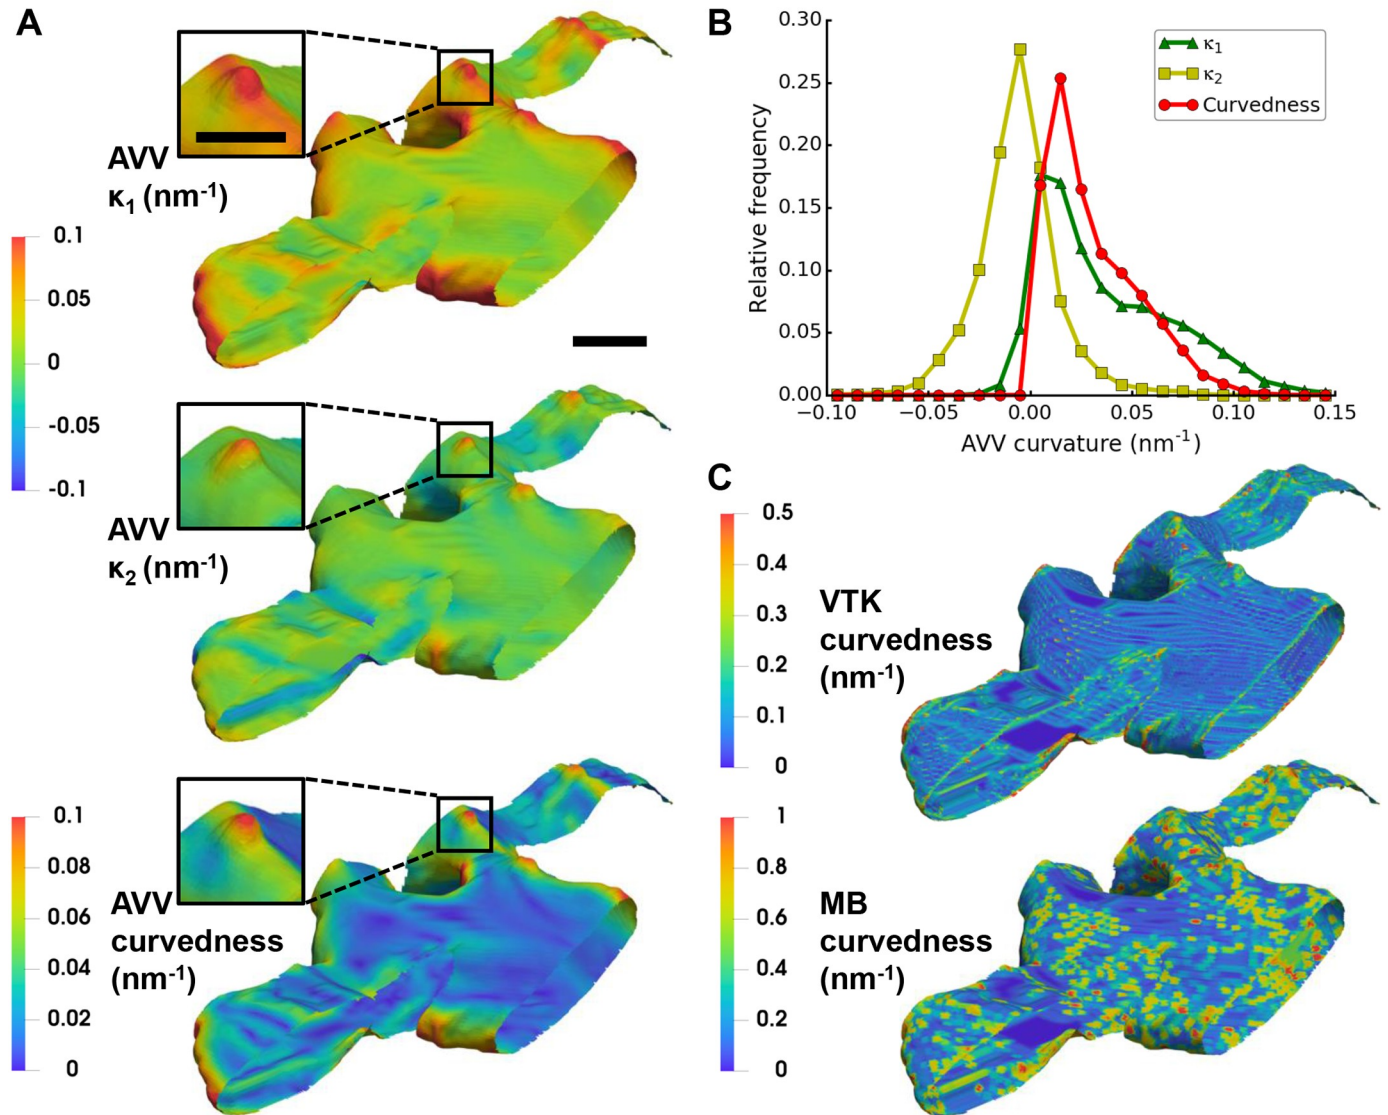 A
AVV
κ1 (nm-1)
0.1
0.05
0
-0.05
-0.1
AVV
κ2 (nm-1)
AVV
curvedness
(nm-1)
0.1
0.08
0.06
0.04
0.02
0
B
0.30
0.25
0.20
0.15
0.10
0.05
0.00
Relative frequency
κ1
κ2
Curvedness
−0.10 −0.05 0.00 0.05 0.10 0.15
AVV curvature (nm-1)
C
0.5
0.4
0.3
0.2
0.1
0
VTK
curvedness
(nm-1)
1
0.8
0.6
0.4
0.2
0
MB
curvedness
(nm-1)